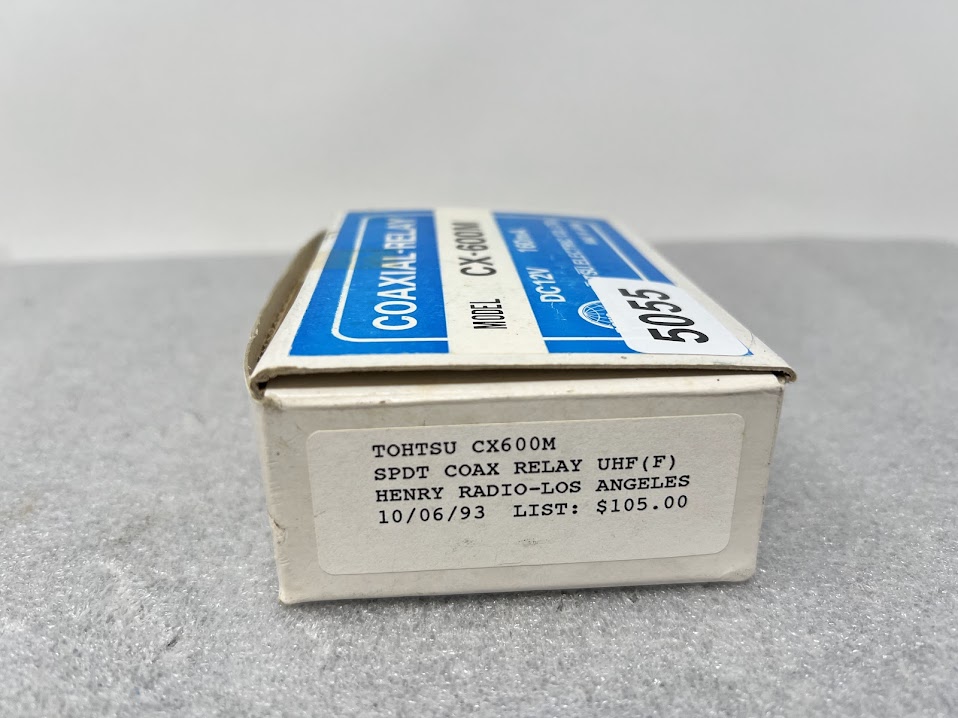 COAXIAL-RELAY
MODEL CX-600M
DC12V 160mA
5055
TOHTSU CX600M
SPDT COAX RELAY UHF(F)
HENRY RADIO-LOS ANGELES
10/06/93 LIST: $105.00